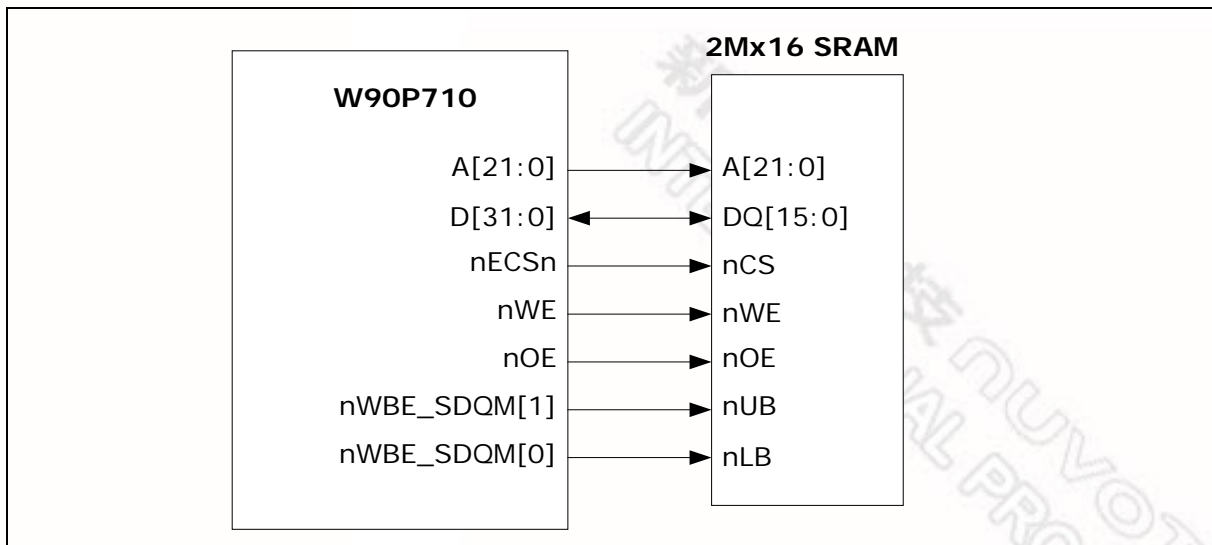 2Mx16 SRAM
W90P710
A[21:0] A[21:0]
D[31:0] DQ[15:0]
nECSn nCS
nWE nWE
nOE nOE
nWBE_SDQM[1] nUB
nWBE_SDQM[0] nLB